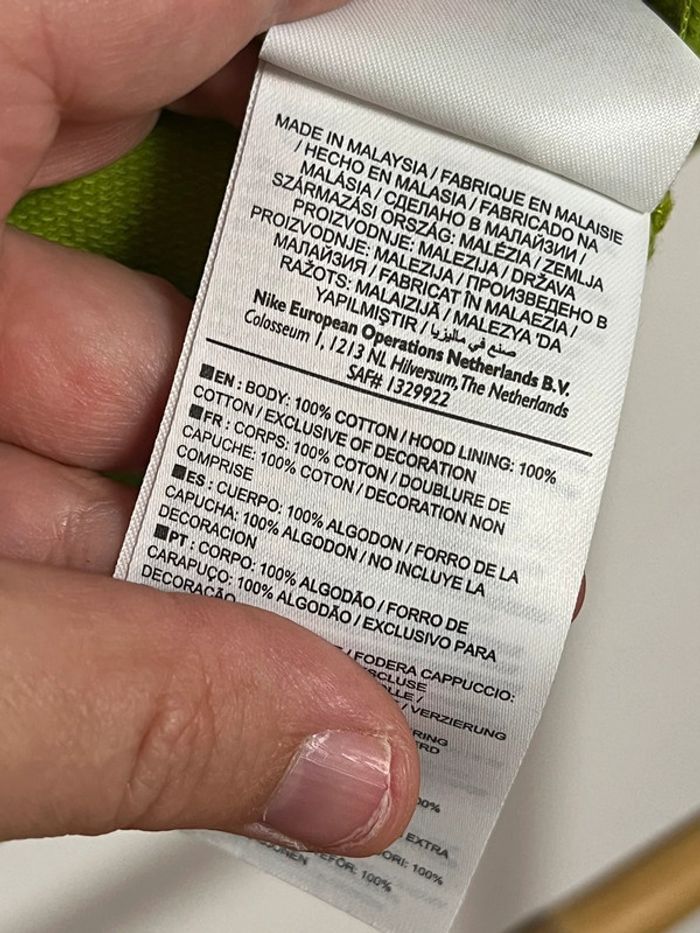 MADE IN MALAYSIA / FABRIQUE EN MALAISIE
/ HECHO EN MALASIA / FABRICADO NA
MALÁSIA / СДЕЛАНО В МАЛАЙЗИИ /
SZÁRMAZÁSI ORSZÁG: MALÉZIA / ZEMLJA
PROIZVODNJE: MALEZIJA / DRŽAVA
PROIZVODNJE: MALEZIJA / ПРОИЗВЕДЕНО В
МАЛАЙЗИЯ / FABRICAT ÎN MALAEZIA /
RAŽOTS: MALAIZIJĀ / MALEZYA 'DA
YAPILMIŞTIR / صنع في ماليزيا
Nike European Operations Netherlands B.V.
Colosseum 1, 1213 NL Hilversum, The Netherlands
SAF# 1329922
EN : BODY: 100% COTTON / HOOD LINING: 100%
COTTON / EXCLUSIVE OF DECORATION
FR : CORPS: 100% COTON / DOUBLURE DE
CAPUCHE: 100% COTON / DECORATION NON
COMPRISE
ES : CUERPO: 100% ALGODON / FORRO DE LA
CAPUCHA: 100% ALGODON / NO INCLUYE LA
DECORACION
PT : CORPO: 100% ALGODÃO / FORRO DE
CARAPUÇO: 100% ALGODÃO / EXCLUSIVO PARA
DECORAÇÃO
/ FODERA CAPPUCCIO:
/ VERZIERUNG
EXTRA
100%
100%